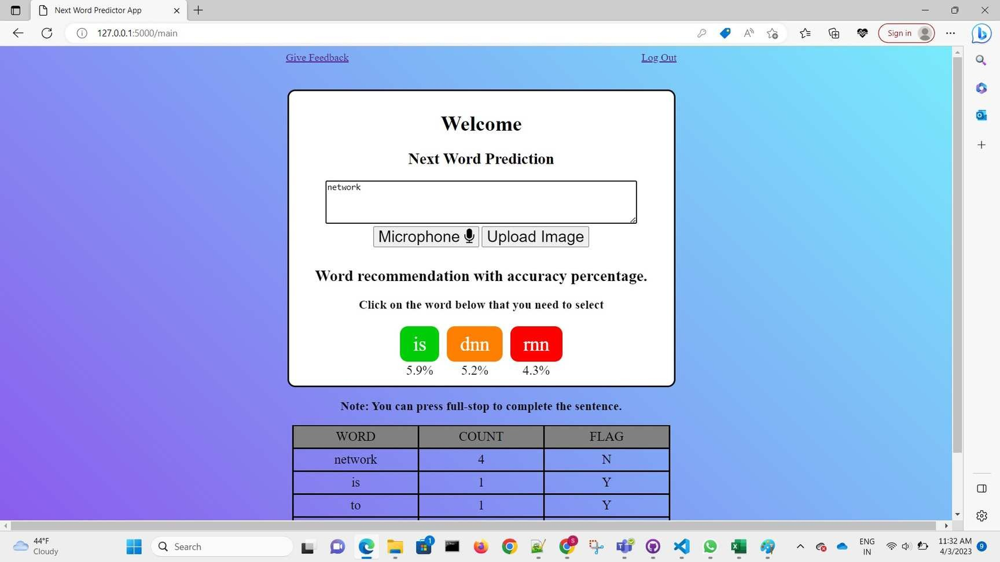 Next Word Predictor App
127.0.0.1:5000/main
Sign in
Give Feedback
Log Out
Welcome
Next Word Prediction
network
Microphone Upload Image
Word recommendation with accuracy percentage.
Click on the word below that you need to select
is dnn rnn
5.9% 5.2% 4.3%
Note: You can press full-stop to complete the sentence.
WORD COUNT FLAG
network 4 N
is 1 Y
to 1 Y
44°F
Cloudy
Search
1
S
ENG
IN
11:32 AM
4/3/2023
9